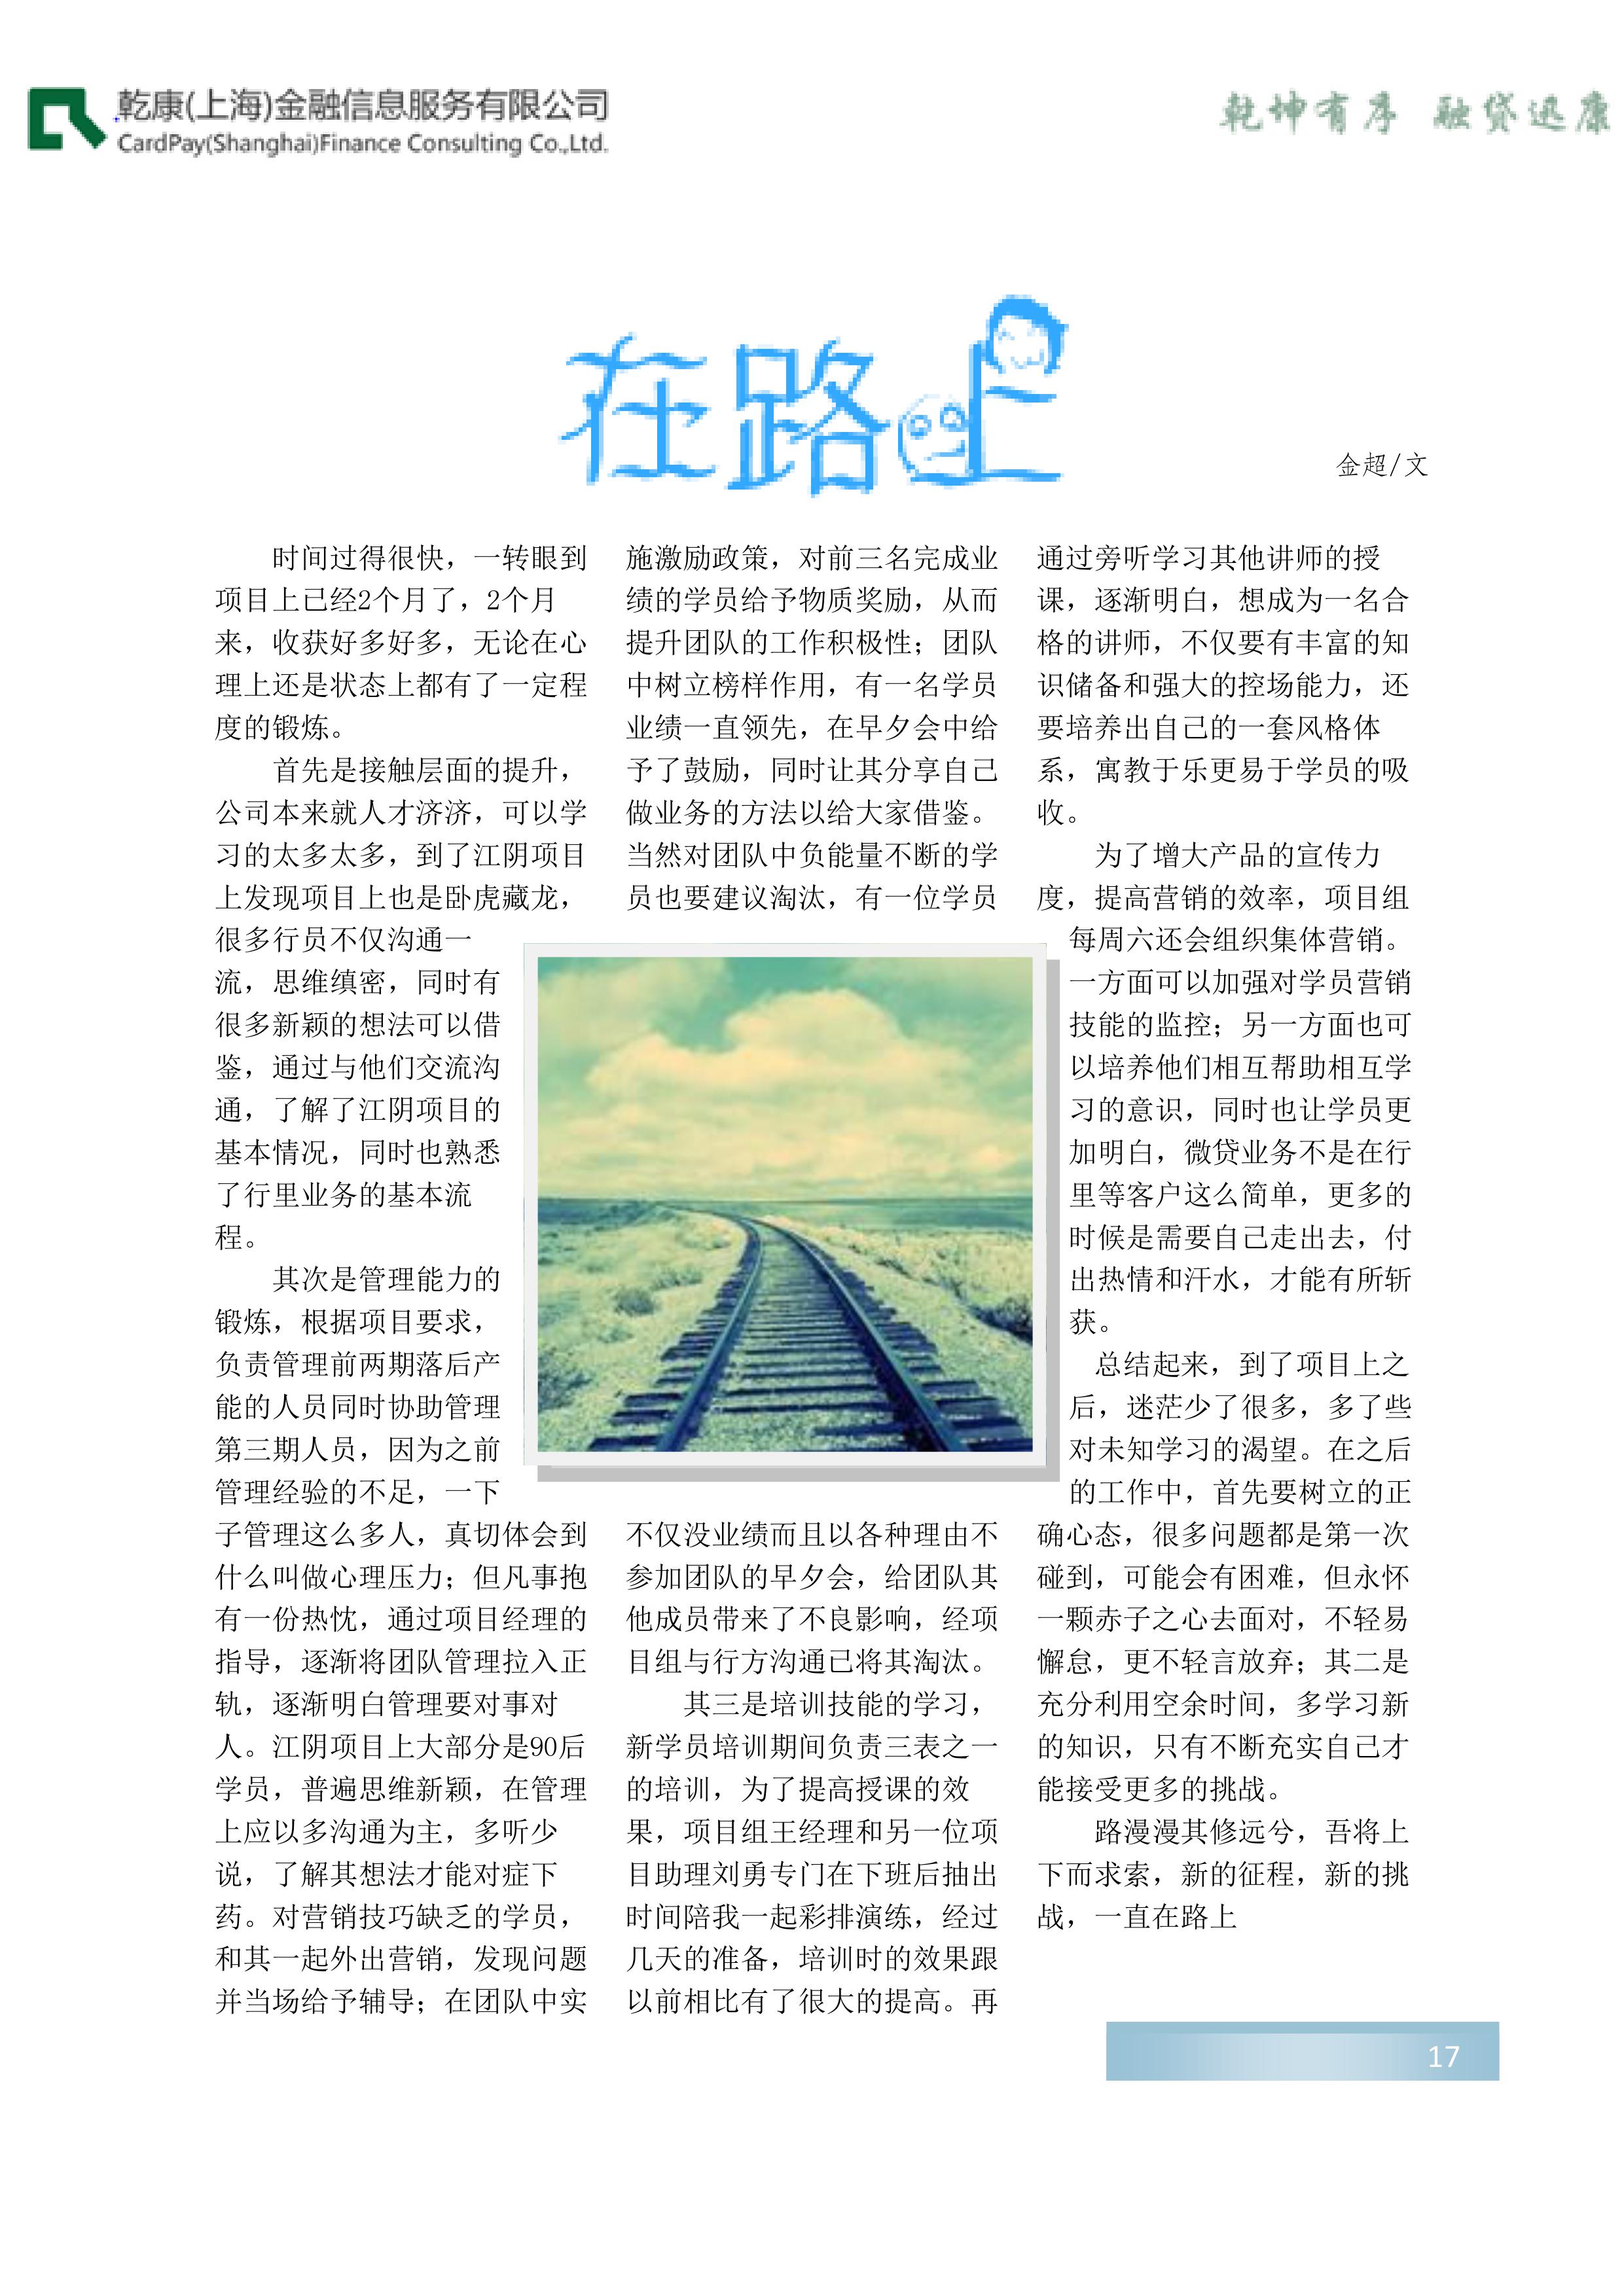 乾康(上海)金融信息服务有限公司
CardPay(Shanghai)Finance Consulting Co.,Ltd.
乾坤有序 融贷迅康
在路上
金超/文
时间过得很快，一转眼到
项目上已经2个月了，2个月
来，收获好多好多，无论在心
理上还是状态上都有了一定程
度的锻炼。
首先是接触层面的提升，
公司本来就人才济济，可以学
习的太多太多，到了江阴项目
上发现项目上也是卧虎藏龙，
很多行员不仅沟通一
流，思维缜密，同时有
很多新颖的想法可以借
鉴，通过与他们交流沟
通，了解了江阴项目的
基本情况，同时也熟悉
了行里业务的基本流
程。
其次是管理能力的
锻炼，根据项目要求，
负责管理前两期落后产
能的人员同时协助管理
第三期人员，因为之前
管理经验的不足，一下
子管理这么多人，真切体会到
什么叫做心理压力；但凡事抱
有一份热忱，通过项目经理的
指导，逐渐将团队管理拉入正
轨，逐渐明白管理要对事对
人。江阴项目上大部分是90后
学员，普遍思维新颖，在管理
上应以多沟通为主，多听少
说，了解其想法才能对症下
药。对营销技巧缺乏的学员，
和其一起外出营销，发现问题
并当场给予辅导；在团队中实
施激励政策，对前三名完成业
绩的学员给予物质奖励，从而
提升团队的工作积极性；团队
中树立榜样作用，有一名学员
业绩一直领先，在早夕会中给
予了鼓励，同时让其分享自己
做业务的方法以给大家借鉴。
当然对团队中负能量不断的学
员也要建议淘汰，有一位学员
不仅没业绩而且以各种理由不
参加团队的早夕会，给团队其
他成员带来了不良影响，经项
目组与行方沟通已将其淘汰。
其三是培训技能的学习，
新学员培训期间负责三表之一
的培训，为了提高授课的效
果，项目组王经理和另一位项
目助理刘勇专门在下班后抽出
时间陪我一起彩排演练，经过
几天的准备，培训时的效果跟
以前相比有了很大的提高。再
通过旁听学习其他讲师的授
课，逐渐明白，想成为一名合
格的讲师，不仅要有丰富的知
识储备和强大的控场能力，还
要培养出自己的一套风格体
系，寓教于乐更易于学员的吸
收。
为了增大产品的宣传力
度，提高营销的效率，项目组
每周六还会组织集体营销。
一方面可以加强对学员营销
技能的监控；另一方面也可
以培养他们相互帮助相互学
习的意识，同时也让学员更
加明白，微贷业务不是在行
里等客户这么简单，更多的
时候是需要自己走出去，付
出热情和汗水，才能有所斩
获。
总结起来，到了项目上之
后，迷茫少了很多，多了些
对未知学习的渴望。在之后
的工作中，首先要树立的正
确心态，很多问题都是第一次
碰到，可能会有困难，但永怀
一颗赤子之心去面对，不轻易
懈怠，更不轻言放弃；其二是
充分利用空余时间，多学习新
的知识，只有不断充实自己才
能接受更多的挑战。
路漫漫其修远兮，吾将上
下而求索，新的征程，新的挑
战，一直在路上
17